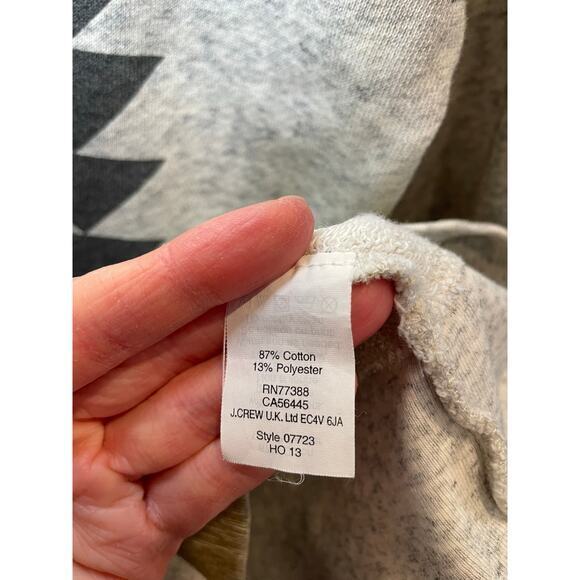 87% Cotton
13% Polyester
RN77388
CA56445
J.CREW U.K. Ltd EC4V 6JA
Style 07723
HO 13